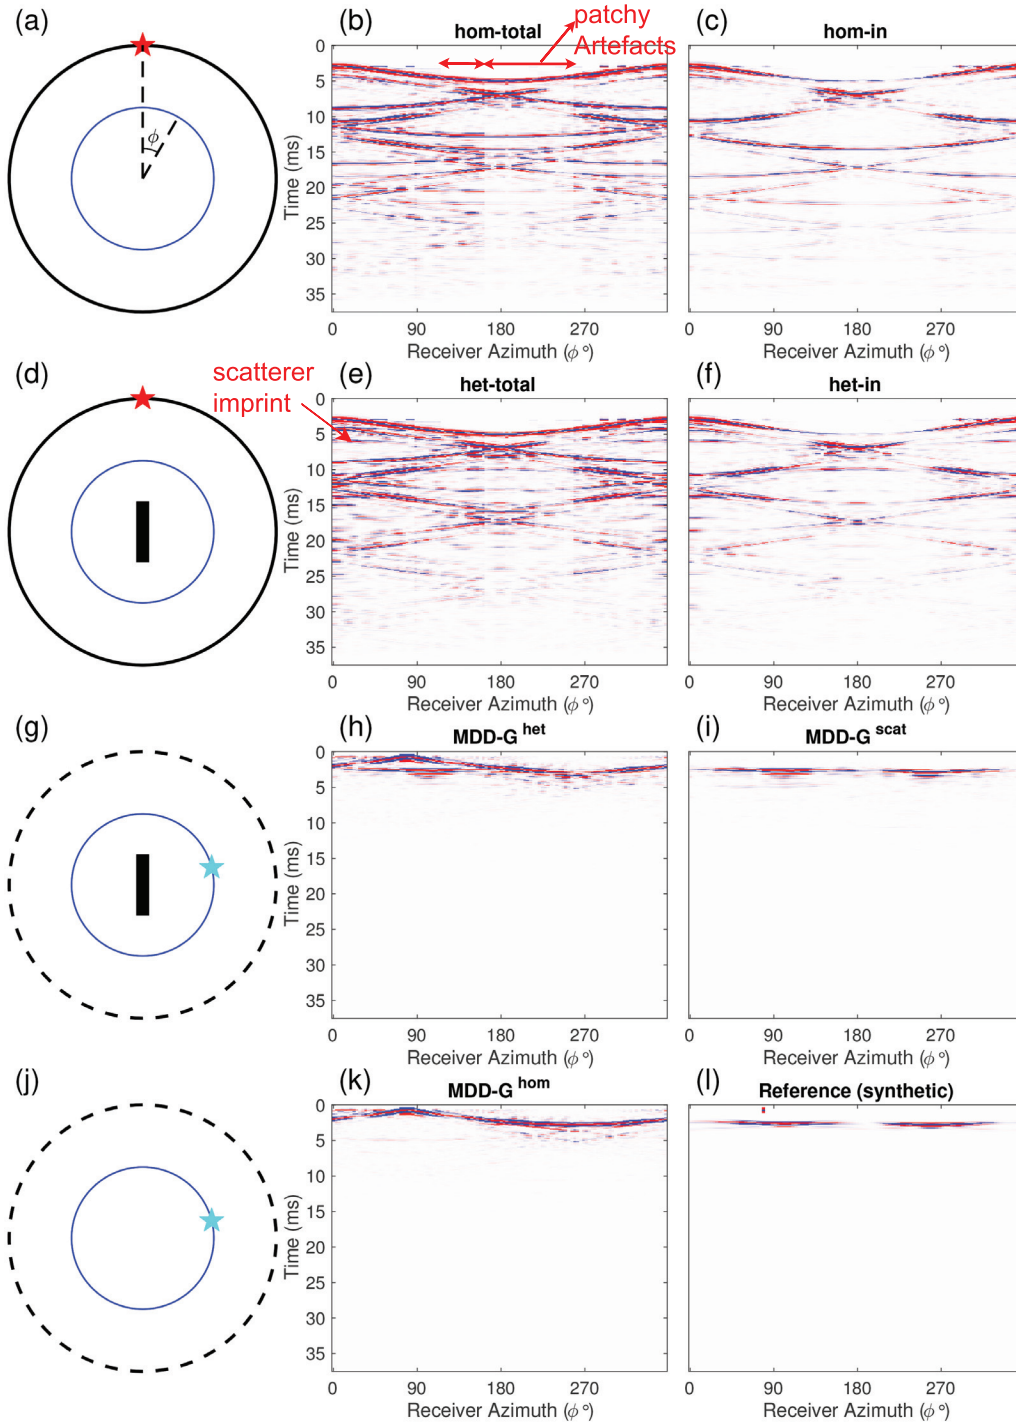 (a)
ϕ
(b)
hom-total
patchy
Artefacts
0
5
10
15
20
25
30
35
Time (ms)
0 90 180 270
Receiver Azimuth (ϕ°)
(c)
hom-in
0 90 180 270
Receiver Azimuth (ϕ°)
(d)
scatterer
imprint
(e)
het-total
0
5
10
15
20
25
30
35
Time (ms)
0 90 180 270
Receiver Azimuth (ϕ°)
(f)
het-in
0 90 180 270
Receiver Azimuth (ϕ°)
(g)
(h)
MDD-G het
0
5
10
15
20
25
30
35
Time (ms)
0 90 180 270
Receiver Azimuth (ϕ°)
(i)
MDD-G scat
0 90 180 270
Receiver Azimuth (ϕ°)
(j)
(k)
MDD-G hom
0
5
10
15
20
25
30
35
Time (ms)
0 90 180 270
Receiver Azimuth (ϕ°)
(l)
Reference (synthetic)
0 90 180 270
Receiver Azimuth (ϕ°)